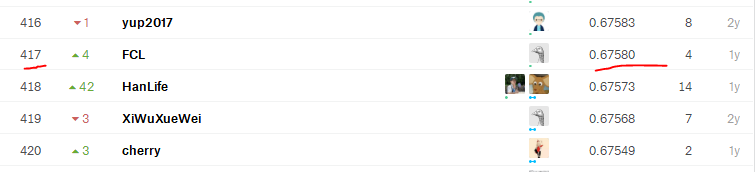 416 1 yup2017 0.67583 8 2y
417 4 FCL 0.67580 4 1y
418 42 HanLife 0.67573 14 1y
419 3 XiWuXueWei 0.67568 7 2y
420 3 cherry 0.67549 2 1y